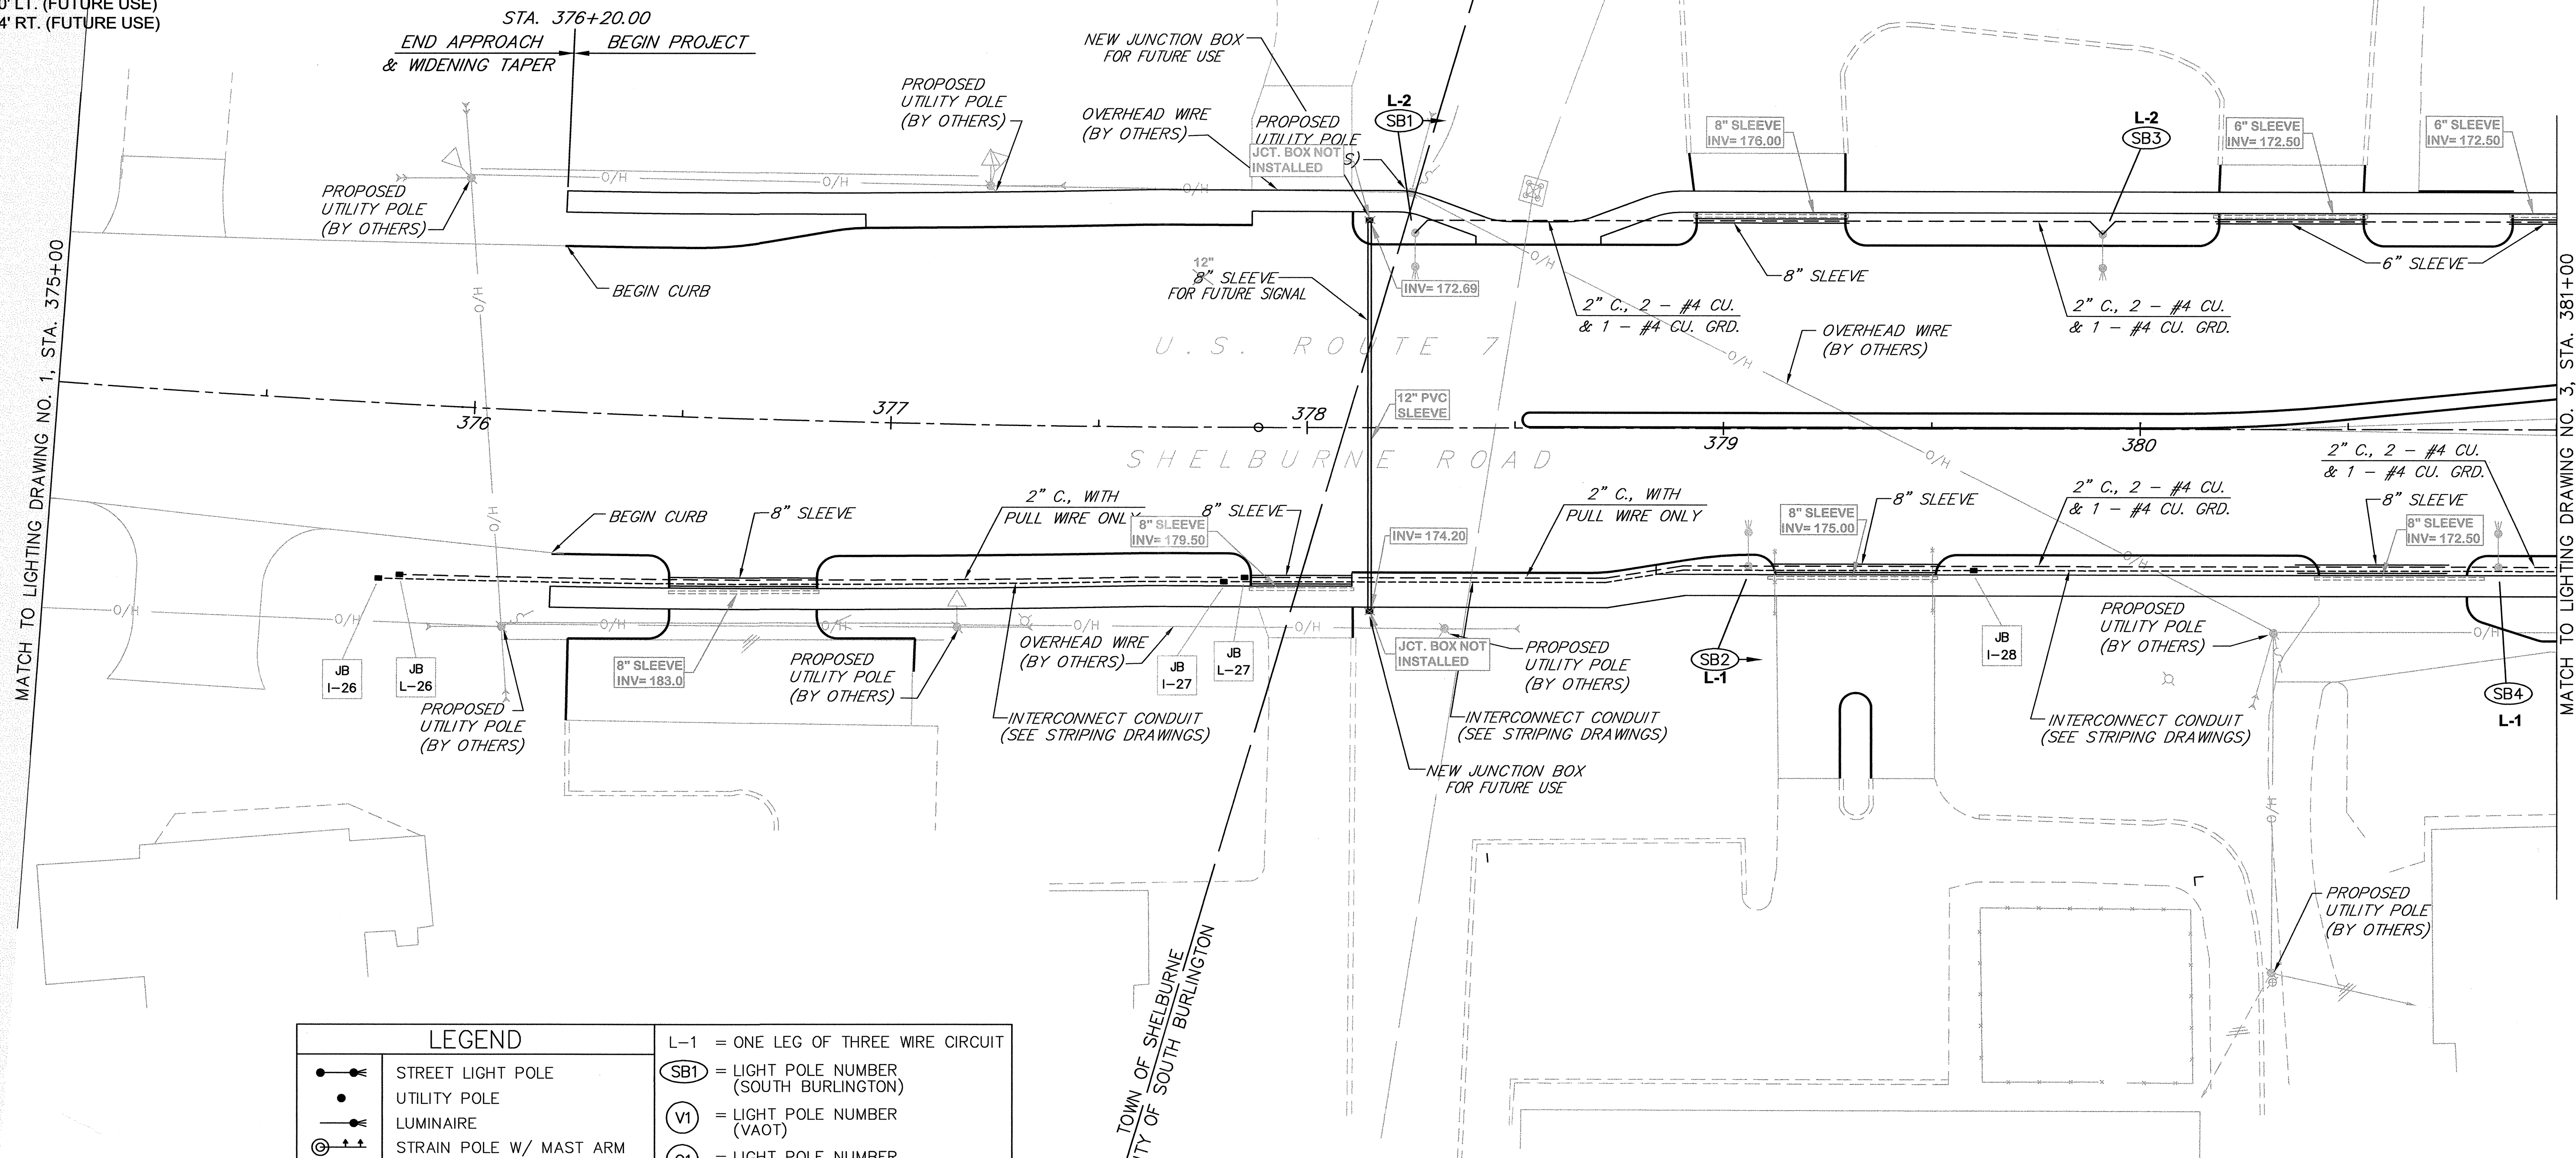 0' LT. (FUTURE USE)
4' RT. (FUTURE USE)
STA. 376+20.00
END APPROACH
& WIDENING TAPER
BEGIN PROJECT
PROPOSED
UTILITY POLE
(BY OTHERS)
NEW JUNCTION BOX
FOR FUTURE USE
OVERHEAD WIRE
(BY OTHERS)
PROPOSED
UTILITY POLE
JCT. BOX NOT
INSTALLED
L-2
SB1
8" SLEEVE
INV= 176.00
L-2
SB3
6" SLEEVE
INV= 172.50
6" SLEEVE
INV= 172.50
PROPOSED
UTILITY POLE
(BY OTHERS)
O/H
O/H
O/H
O/H
O/H
BEGIN CURB
12"
8" SLEEVE
FOR FUTURE SIGNAL
INV= 172.69
8" SLEEVE
6" SLEEVE
2" C., 2 - #4 CU.
& 1 - #4 CU. GRD.
2" C., 2 - #4 CU.
& 1 - #4 CU. GRD.
OVERHEAD WIRE
(BY OTHERS)
O/H
U.S. ROUTE 7
12" PVC
SLEEVE
376
377
378
379
380
SHELBURNE ROAD
O/H
MATCH TO LIGHTING DRAWING NO. 1, STA. 375+00
MATCH TO LIGHTING DRAWING NO. 3, STA. 381+00
BEGIN CURB
O/H
8" SLEEVE
2" C., WITH
PULL WIRE ONLY
8" SLEEVE
INV= 179.50
8" SLEEVE
INV= 174.20
2" C., WITH
PULL WIRE ONLY
8" SLEEVE
INV= 175.00
8" SLEEVE
2" C., 2 - #4 CU.
& 1 - #4 CU. GRD.
2" C., 2 - #4 CU.
& 1 - #4 CU. GRD.
8" SLEEVE
8" SLEEVE
INV= 172.50
O/H
O/H
O/H
O/H
O/H
O/H
O/H
O/H
JB
I-26
JB
L-26
8" SLEEVE
INV= 183.0
PROPOSED
UTILITY POLE
(BY OTHERS)
PROPOSED
UTILITY POLE
(BY OTHERS)
OVERHEAD WIRE
(BY OTHERS)
JB
I-27
JB
L-27
JCT. BOX NOT
INSTALLED
PROPOSED
UTILITY POLE
(BY OTHERS)
SB2
L-1
JB
I-28
PROPOSED
UTILITY POLE
(BY OTHERS)
O/H
SB4
L-1
INTERCONNECT CONDUIT
(SEE STRIPING DRAWINGS)
INTERCONNECT CONDUIT
(SEE STRIPING DRAWINGS)
INTERCONNECT CONDUIT
(SEE STRIPING DRAWINGS)
NEW JUNCTION BOX
FOR FUTURE USE
O/H
PROPOSED
UTILITY POLE
(BY OTHERS)
TOWN OF SHELBURNE
ITY OF SOUTH BURLINGTON
LEGEND
STREET LIGHT POLE
UTILITY POLE
LUMINAIRE
STRAIN POLE W/ MAST ARM
L-1 = ONE LEG OF THREE WIRE CIRCUIT
SB1 = LIGHT POLE NUMBER
(SOUTH BURLINGTON)
V1 = LIGHT POLE NUMBER
(VAOT)
= LIGHT POLE NUMBER